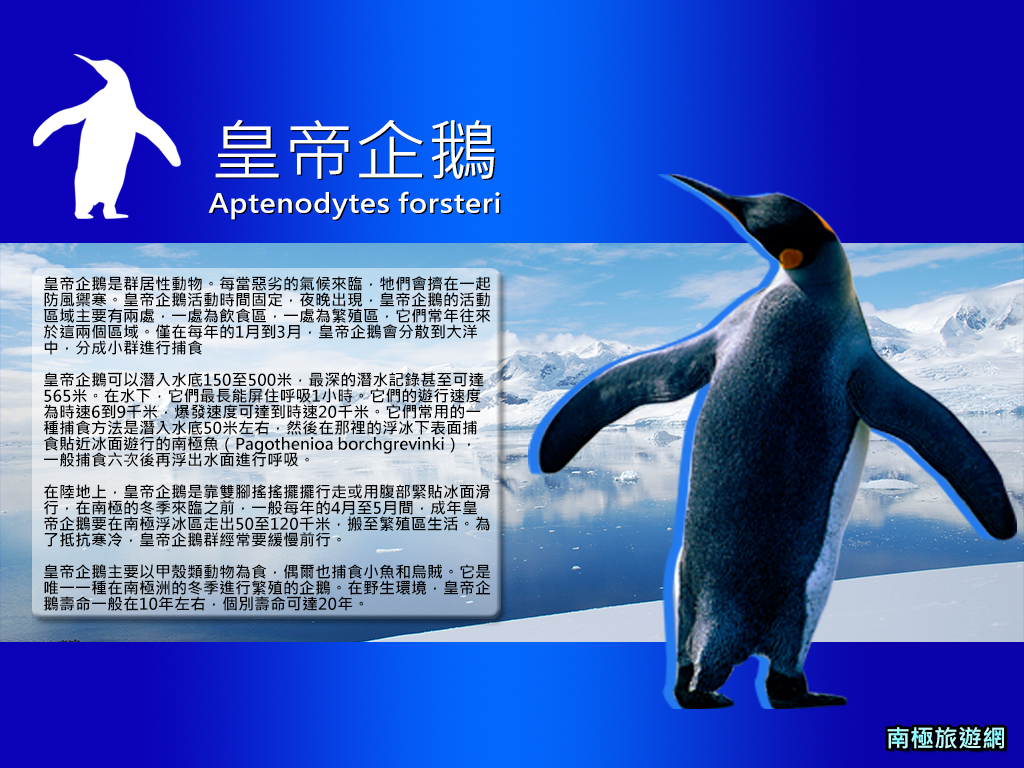 皇帝企鵝
Aptenodytes forsteri
皇帝企鵝是群居性動物。每當惡劣的氣候來臨，牠們會擠在一起
防風禦寒。皇帝企鵝活動時間固定，夜晚出現，皇帝企鵝的活動
區域主要有兩處，一處為飲食區，一處為繁殖區，它們常年往來
於這兩個區域。僅在每年的1月到3月，皇帝企鵝會分散到大洋
中，分成小群進行捕食
皇帝企鵝可以潛入水底150至500米，最深的潛水記錄甚至可達
565米。在水下，它們最長能屏住呼吸1小時。它們的遊行速度
為時速6到9千米，爆發速度可達到時速20千米。它們常用的一
種捕食方法是潛入水底50米左右，然後在那裡的浮冰下表面捕
食貼近冰面遊行的南極魚（Pagothenioa borchgrevinki），
一般捕食六次後再浮出水面進行呼吸。
在陸地上，皇帝企鵝是靠雙腳搖搖擺擺行走或用腹部緊貼冰面滑
行，在南極的冬季來臨之前，一般每年的4月至5月間，成年皇
帝企鵝要在南極浮冰區走出50至120千米，搬至繁殖區生活。為
了抵抗寒冷，皇帝企鵝群經常要緩慢前行。
皇帝企鵝主要以甲殼類動物為食，偶爾也捕食小魚和烏賊。它是
唯一一種在南極洲的冬季進行繁殖的企鵝。在野生環境，皇帝企
鵝壽命一般在10年左右，個別壽命可達20年。
南極旅遊網